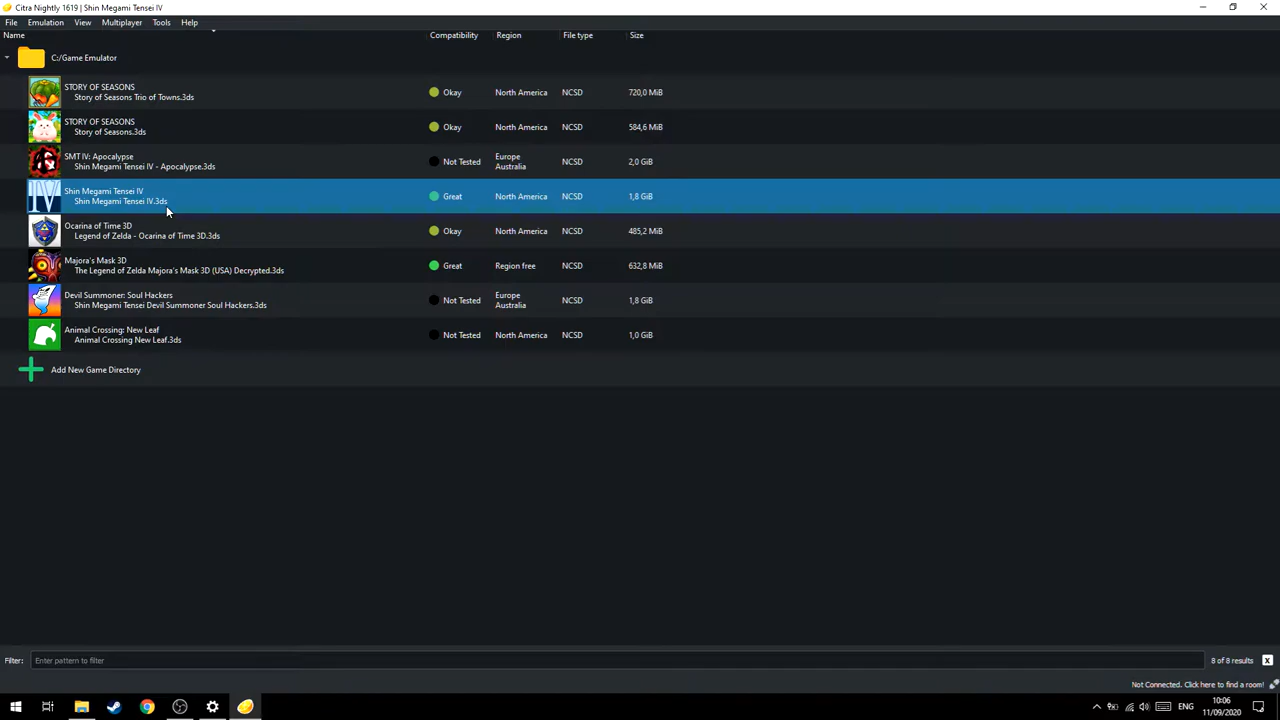 Citra Nightly 1619 | Shin Megami Tensei IV
File Emulation View Multiplayer Tools Help
Name Compatibility Region File type Size
C:/Game Emulator
STORY OF SEASONS
Story of Seasons Trio of Towns.3ds
Okay North America NCSD 720,0 MiB
STORY OF SEASONS
Story of Seasons.3ds
Okay North America NCSD 584,6 MiB
SMT IV: Apocalypse
Shin Megami Tensei IV - Apocalypse.3ds
Not Tested Europe Australia NCSD 2,0 GiB
IV
Shin Megami Tensei IV
Shin Megami Tensei IV.3ds
Great North America NCSD 1,8 GiB
Ocarina of Time 3D
Legend of Zelda - Ocarina of Time 3D.3ds
Okay North America NCSD 485,2 MiB
Majora's Mask 3D
The Legend of Zelda Majora's Mask 3D (USA) Decrypted.3ds
Great Region free NCSD 632,8 MiB
Devil Summoner: Soul Hackers
Shin Megami Tensei Devil Summoner Soul Hackers.3ds
Not Tested Europe Australia NCSD 1,8 GiB
Animal Crossing: New Leaf
Animal Crossing New Leaf.3ds
Not Tested North America NCSD 1,0 GiB
Add New Game Directory
Filter: Enter pattern to filter 8 of 8 results X
Not Connected. Click here to find a room!
ENG
10:06
11/09/2020